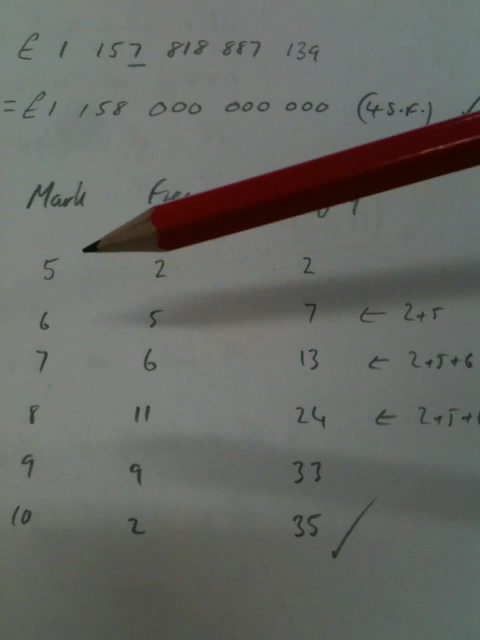 £ 1 157 818 887 139
= £1 158 000 000 000 (4 S.F.)
Mark
5 2 2
6 5 7 ← 2+5
7 6 13 ← 2+5+6
8 11 24 ← 2+5+
9 9 33
10 2 35 ✓